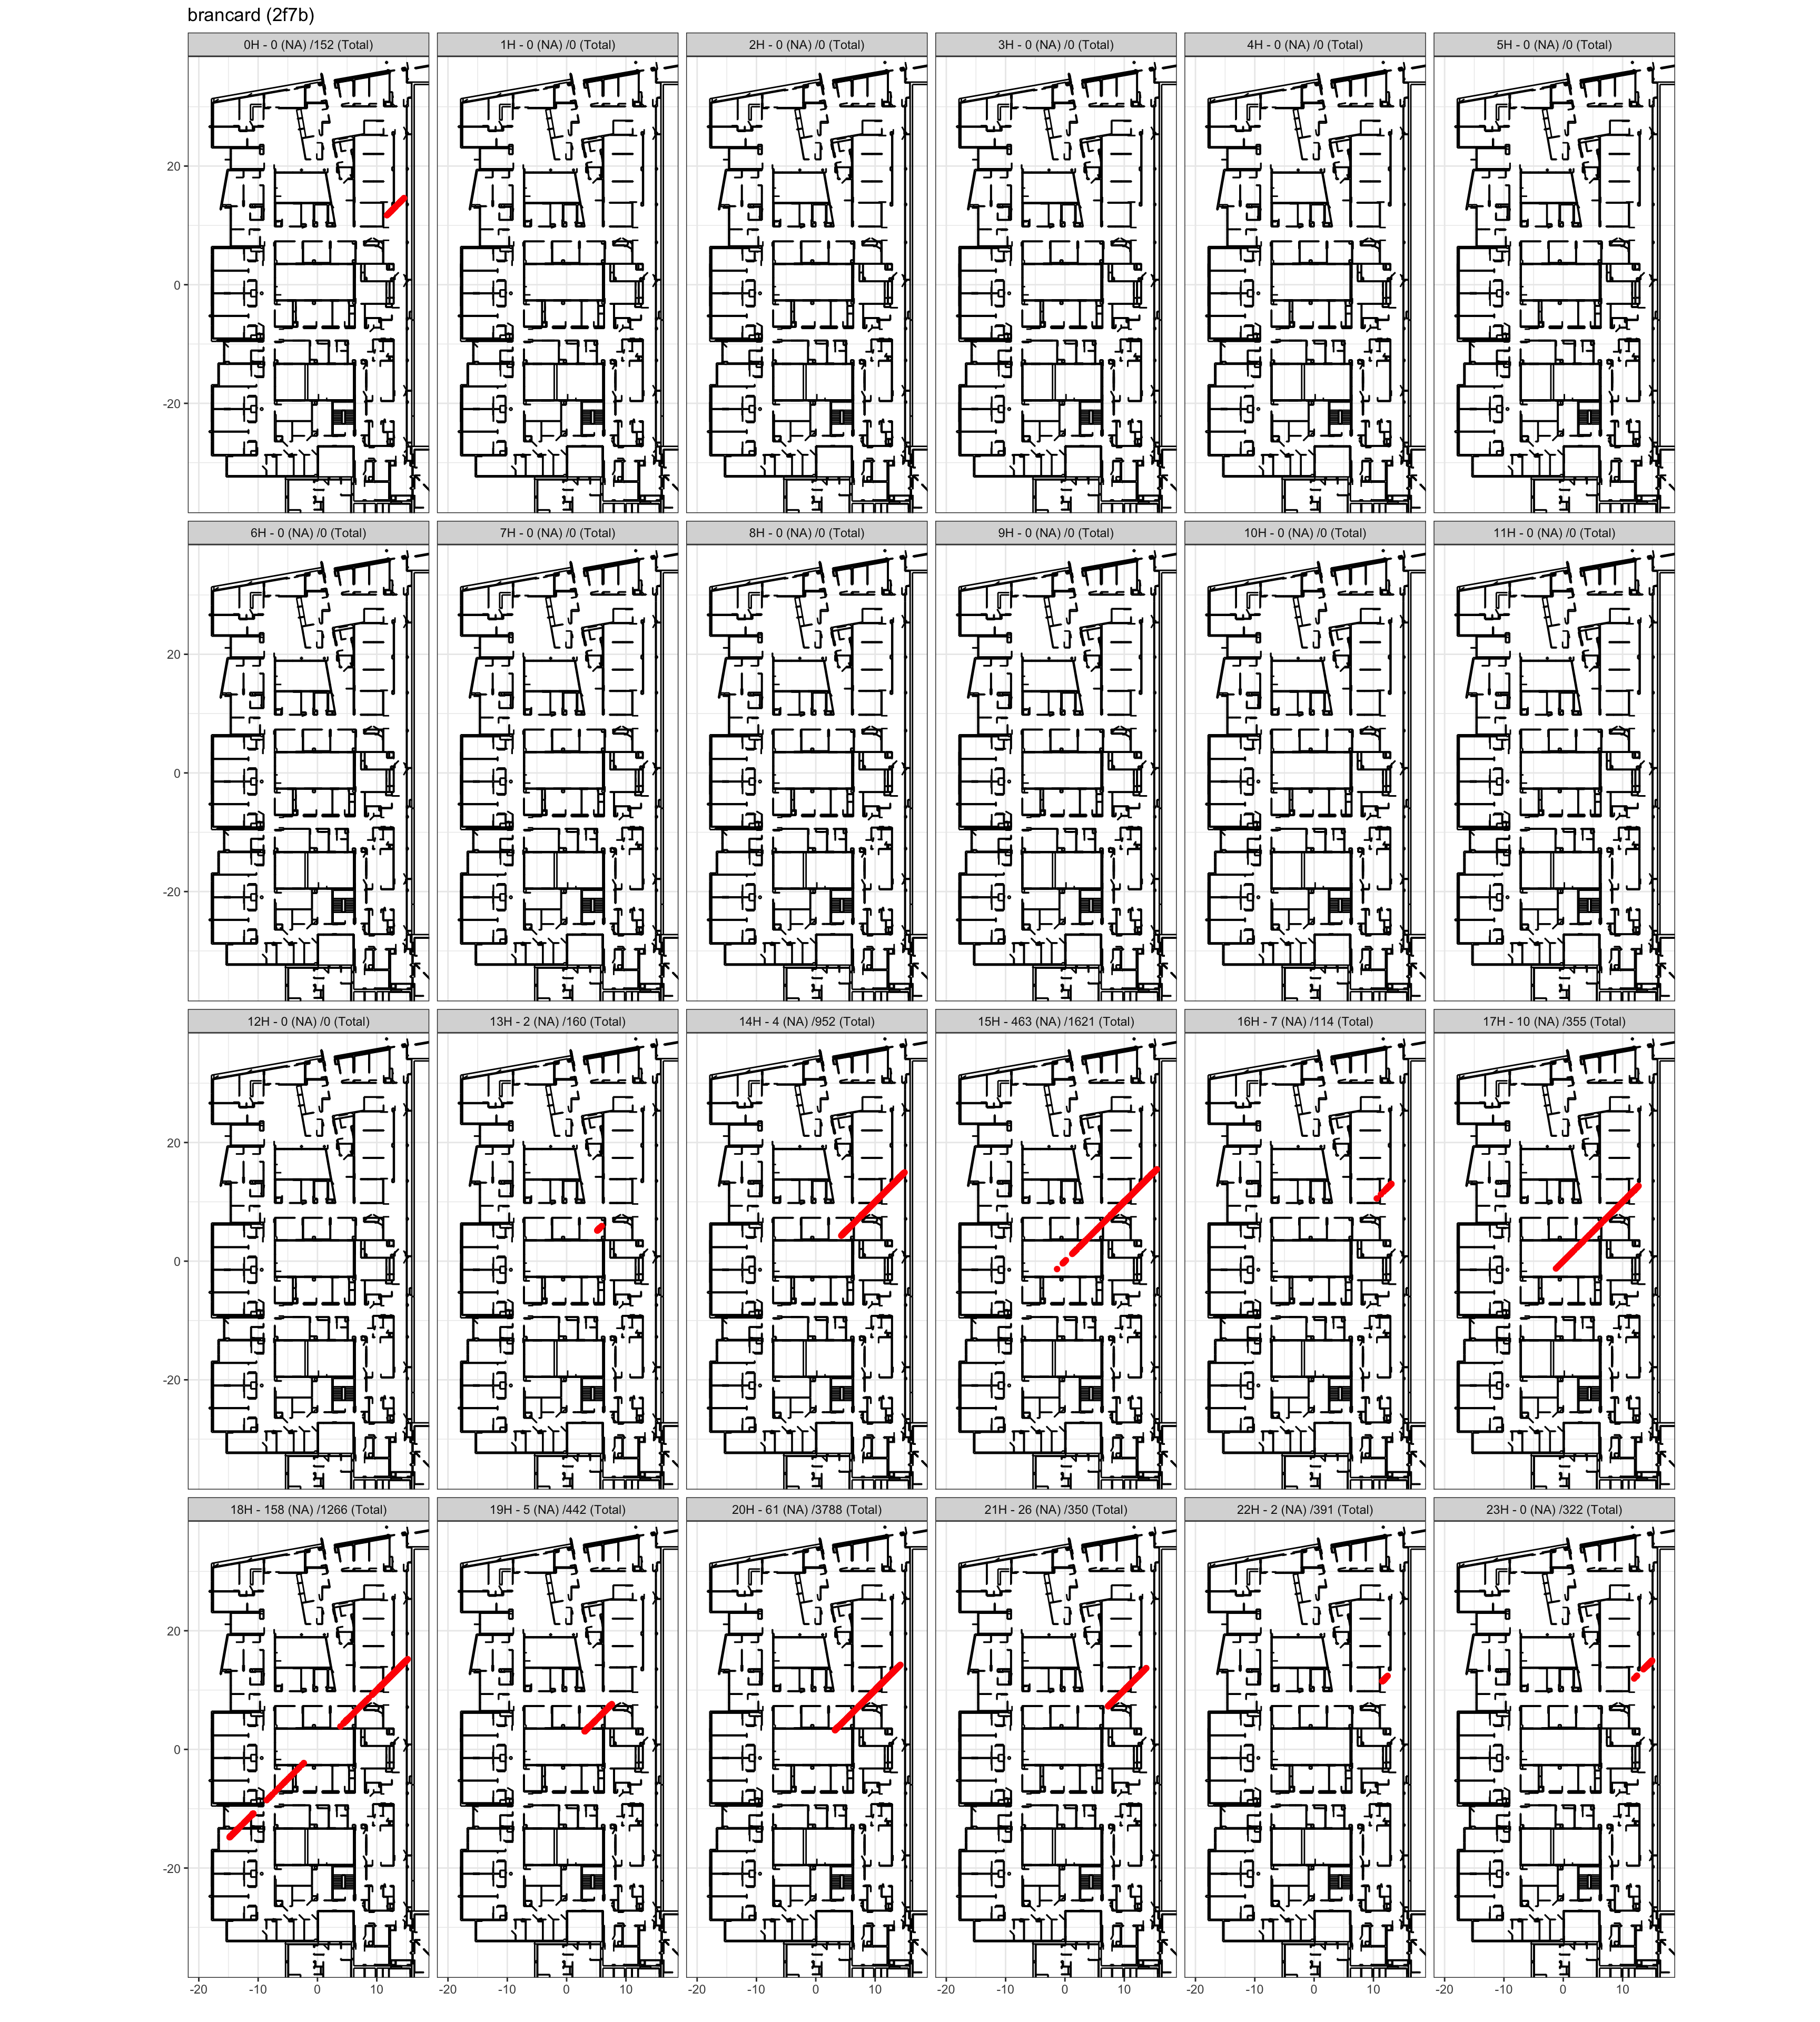 brancard (2f7b)
0H - 0 (NA) /152 (Total) 1H - 0 (NA) /0 (Total) 2H - 0 (NA) /0 (Total) 3H - 0 (NA) /0 (Total) 4H - 0 (NA) /0 (Total) 5H - 0 (NA) /0 (Total)
20
0
-20
6H - 0 (NA) /0 (Total) 7H - 0 (NA) /0 (Total) 8H - 0 (NA) /0 (Total) 9H - 0 (NA) /0 (Total) 10H - 0 (NA) /0 (Total) 11H - 0 (NA) /0 (Total)
20
0
-20
12H - 0 (NA) /0 (Total) 13H - 2 (NA) /160 (Total) 14H - 4 (NA) /952 (Total) 15H - 463 (NA) /1621 (Total) 16H - 7 (NA) /114 (Total) 17H - 10 (NA) /355 (Total)
20
0
-20
18H - 158 (NA) /1266 (Total) 19H - 5 (NA) /442 (Total) 20H - 61 (NA) /3788 (Total) 21H - 26 (NA) /350 (Total) 22H - 2 (NA) /391 (Total) 23H - 0 (NA) /322 (Total)
20
0
-20
-20 -10 0 10 -20 -10 0 10 -20 -10 0 10 -20 -10 0 10 -20 -10 0 10 -20 -10 0 10